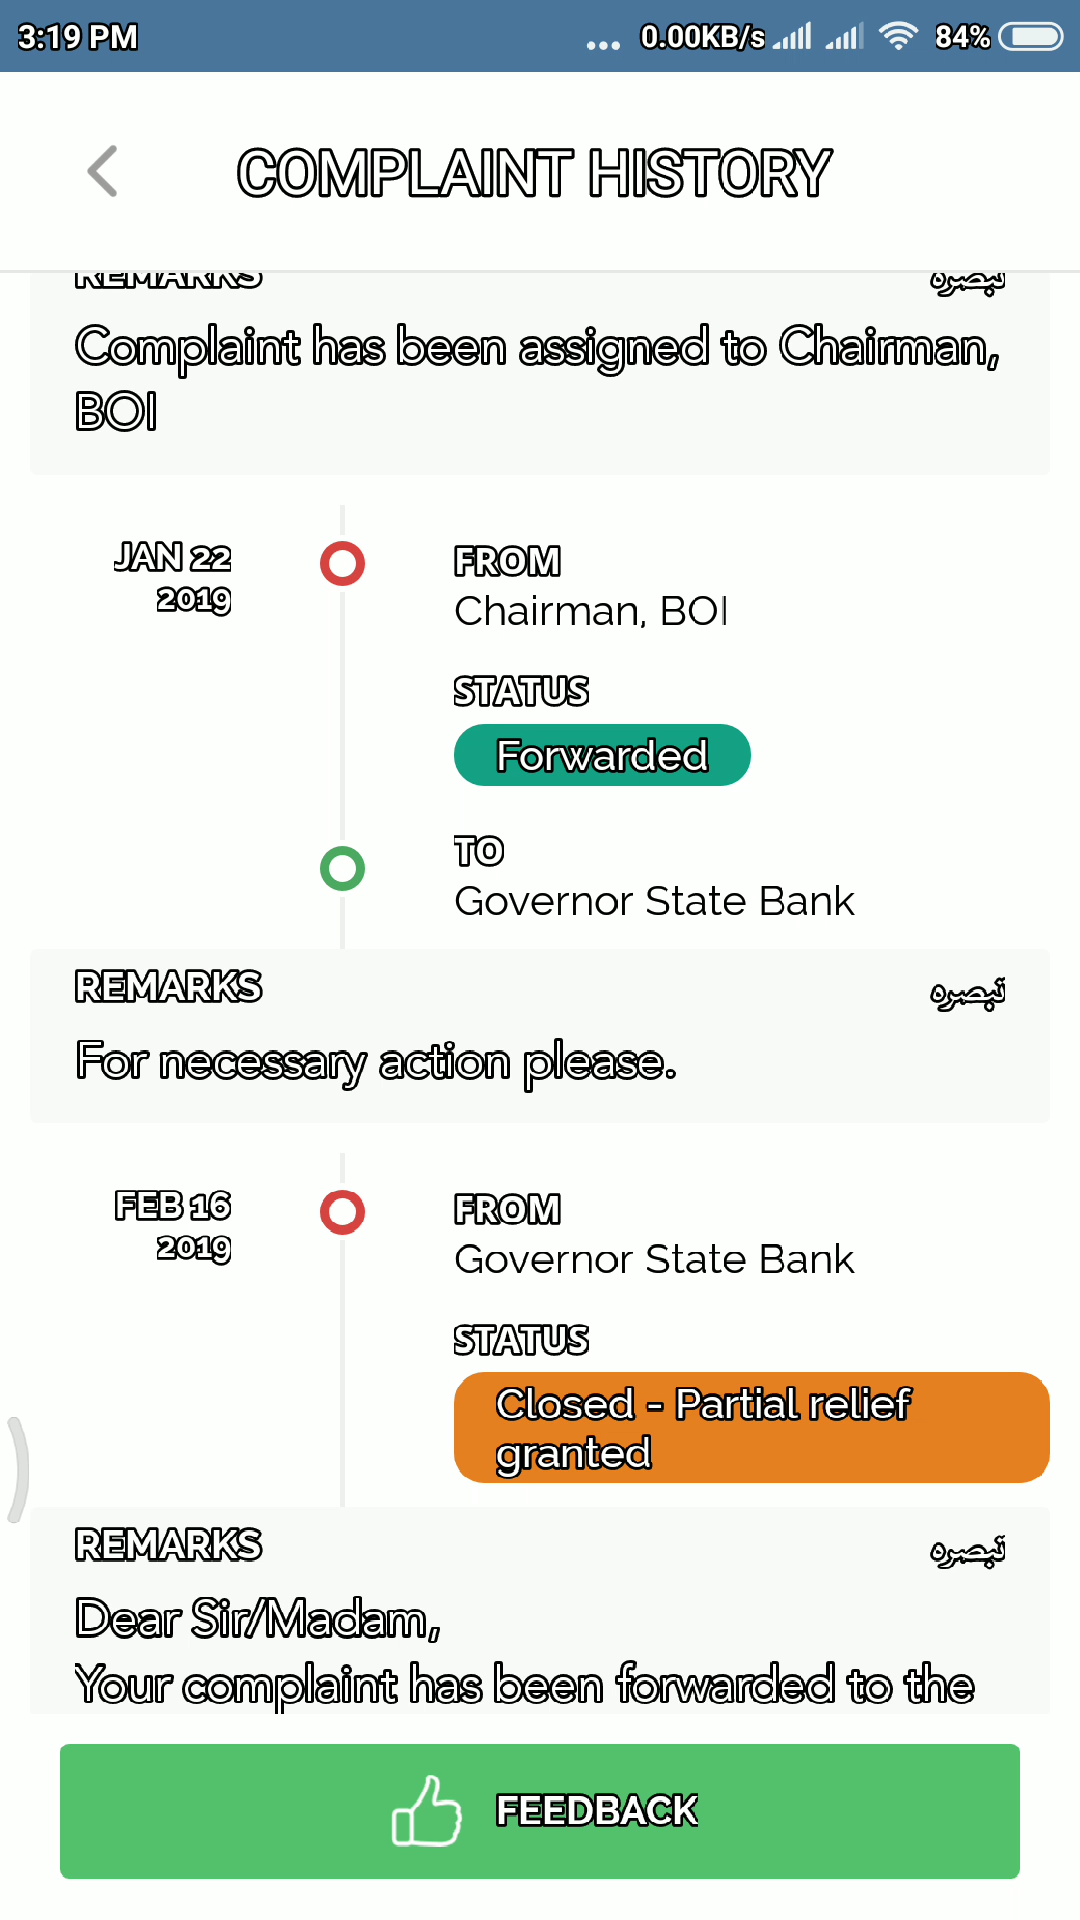 3:19 PM ... 0.00KB/s 84%
COMPLAINT HISTORY
REMARKS تبصرہ
Complaint has been assigned to Chairman,
BOI
JAN 22
2019
FROM
Chairman, BOI
STATUS
Forwarded
TO
Governor State Bank
REMARKS تبصرہ
For necessary action please.
FEB 16
2019
FROM
Governor State Bank
STATUS
Closed - Partial relief
granted
REMARKS تبصرہ
Dear Sir/Madam,
Your complaint has been forwarded to the
FEEDBACK